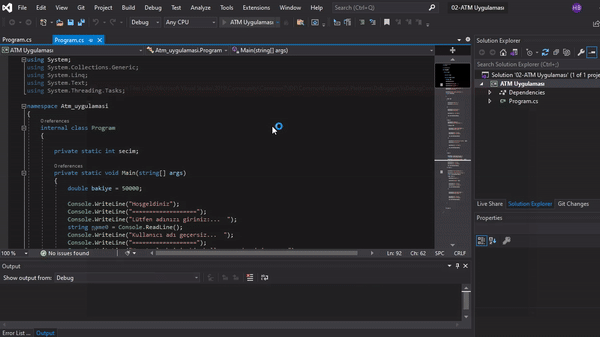 File Edit View Git Project Build Debug Test Analyze Tools Extensions Window Help Search (Ctrl+Q) 02-ATM Uygulaması HB
Debug Any CPU ATM Uygulaması
Program.cs Program.cs
ATM Uygulaması Atm_uygulamasi.Program Main(string[] args)
using System;
using System.Collections.Generic;
using System.Linq;
using System.Text;
using System.Threading.Tasks;
namespace Atm_uygulamasi
{
0 references
internal class Program
{
private static int secim;
0 references
private static void Main(string[] args)
{
double bakiye = 50000;
Console.WriteLine("Hoşgeldiniz");
Console.WriteLine("===================");
Console.WriteLine("Lütfen adınızı giriniz:... ");
string name0 = Console.ReadLine();
Console.WriteLine("Kullanıcı adı geçersiz... ");
Console.WriteLine("===================");
100 % No issues found Ln: 92 Ch: 62 SPC CRLF
Output
Show output from: Debug
Error List ... Output
Solution Explorer
Search Solution Explorer (Ctrl+ş)
Solution '02-ATM Uygulaması' (1 of 1 project)
ATM Uygulaması
Dependencies
Program.cs
Live Share Solution Explorer Git Changes
Properties